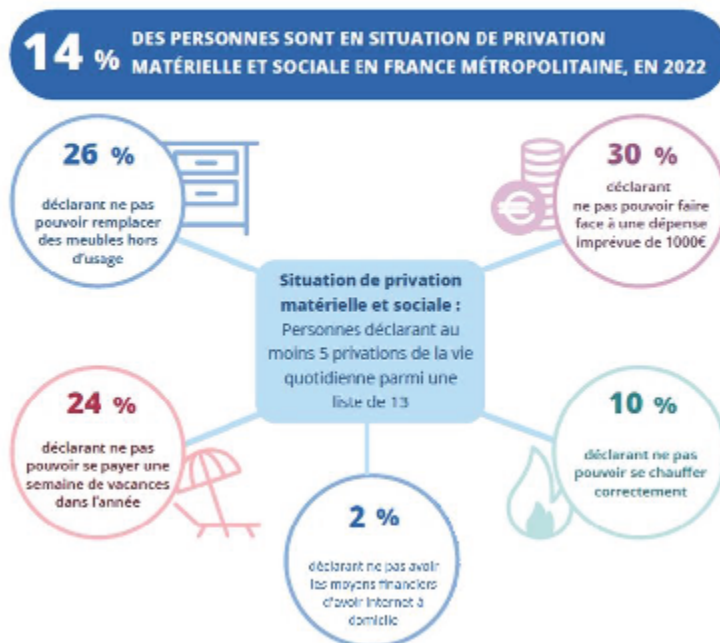 14 % DES PERSONNES SONT EN SITUATION DE PRIVATION
MATÉRIELLE ET SOCIALE EN FRANCE MÉTROPOLITAINE, EN 2022
26 %
déclarant ne pas
pouvoir remplacer
des meubles hors
d'usage
30 %
déclarant
ne pas pouvoir faire
face à une dépense
imprévue de 1000€
Situation de privation
matérielle et sociale :
Personnes déclarant au
moins 5 privations de la vie
quotidienne parmi une
liste de 13
24 %
déclarant ne pas
pouvoir se payer une
semaine de vacances
dans l'année
10 %
déclarant ne pas
pouvoir se chauffer
correctement
2 %
déclarant ne pas avoir
les moyens financiers
d'avoir internet à
domicile